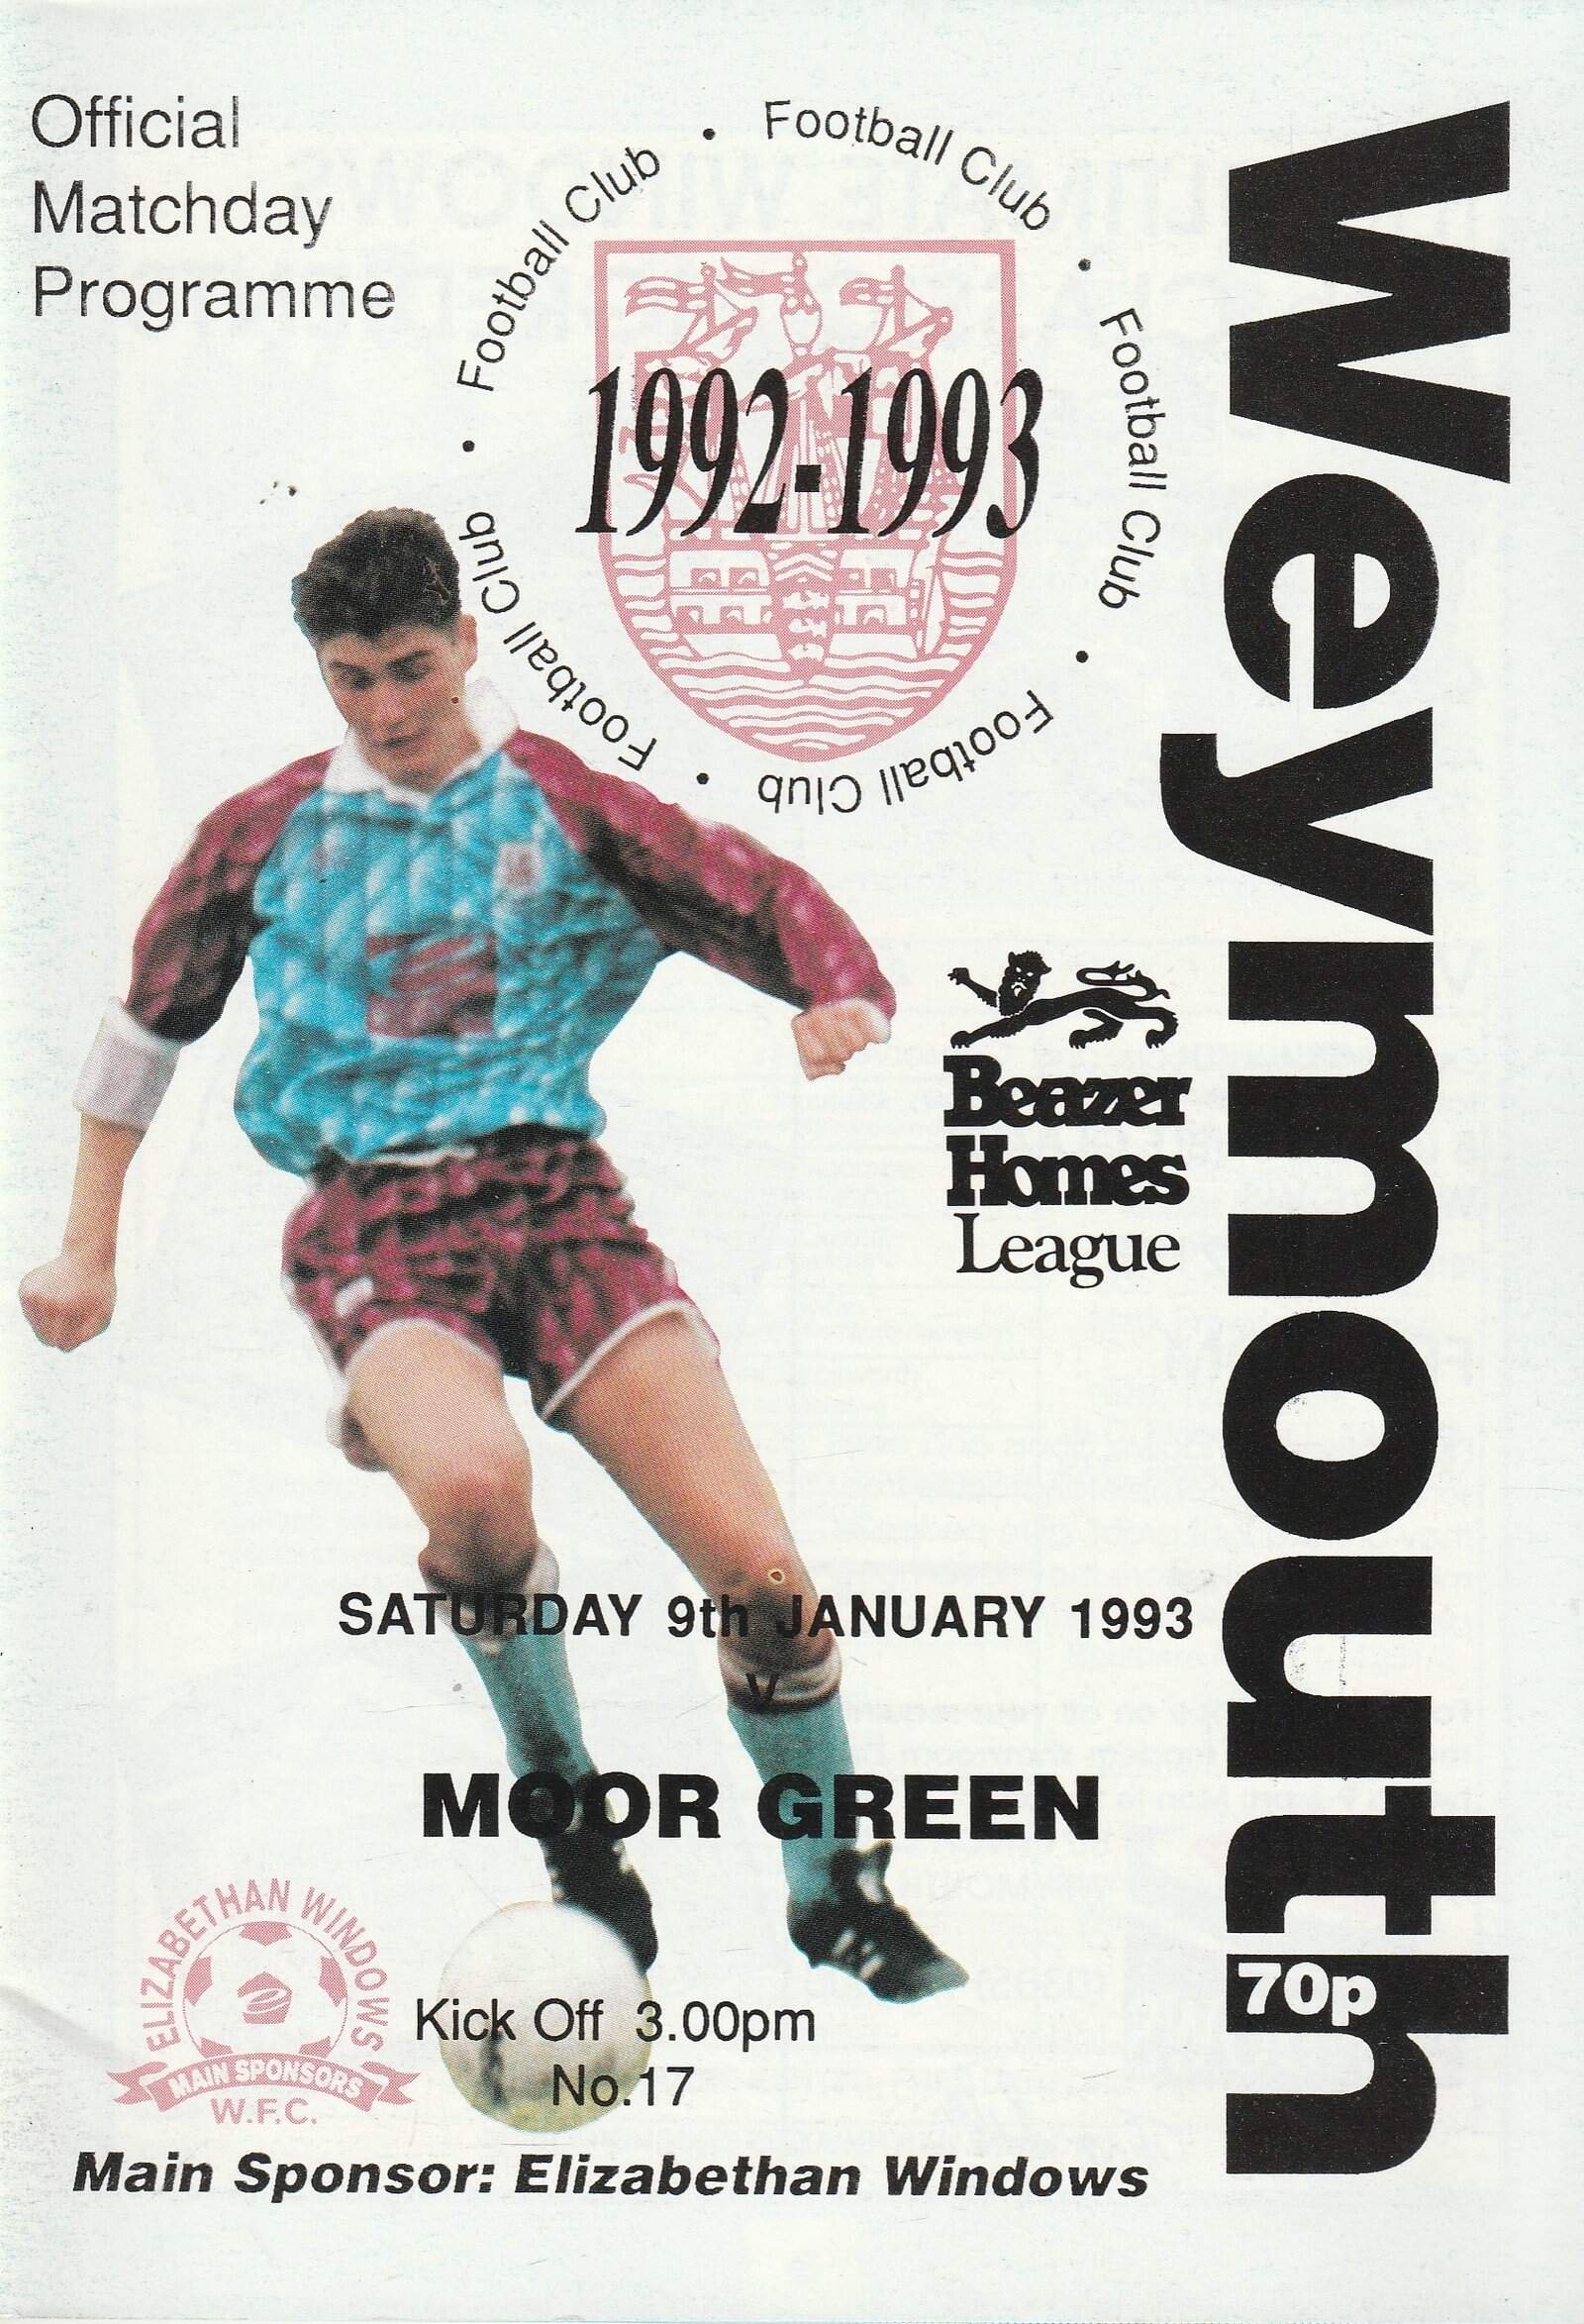 Official
Matchday
Programme
Football Club • Football Club • Football Club • Football Club • Football Club •
1992-1993
Weymouth
Beazer
Homes
League
SATURDAY 9th JANUARY 1993
v
MOOR GREEN
ELIZABETHAN WINDOWS
MAIN SPONSORS
W.F.C.
Kick Off 3.00pm
No.17
70p
Main Sponsor: Elizabethan Windows